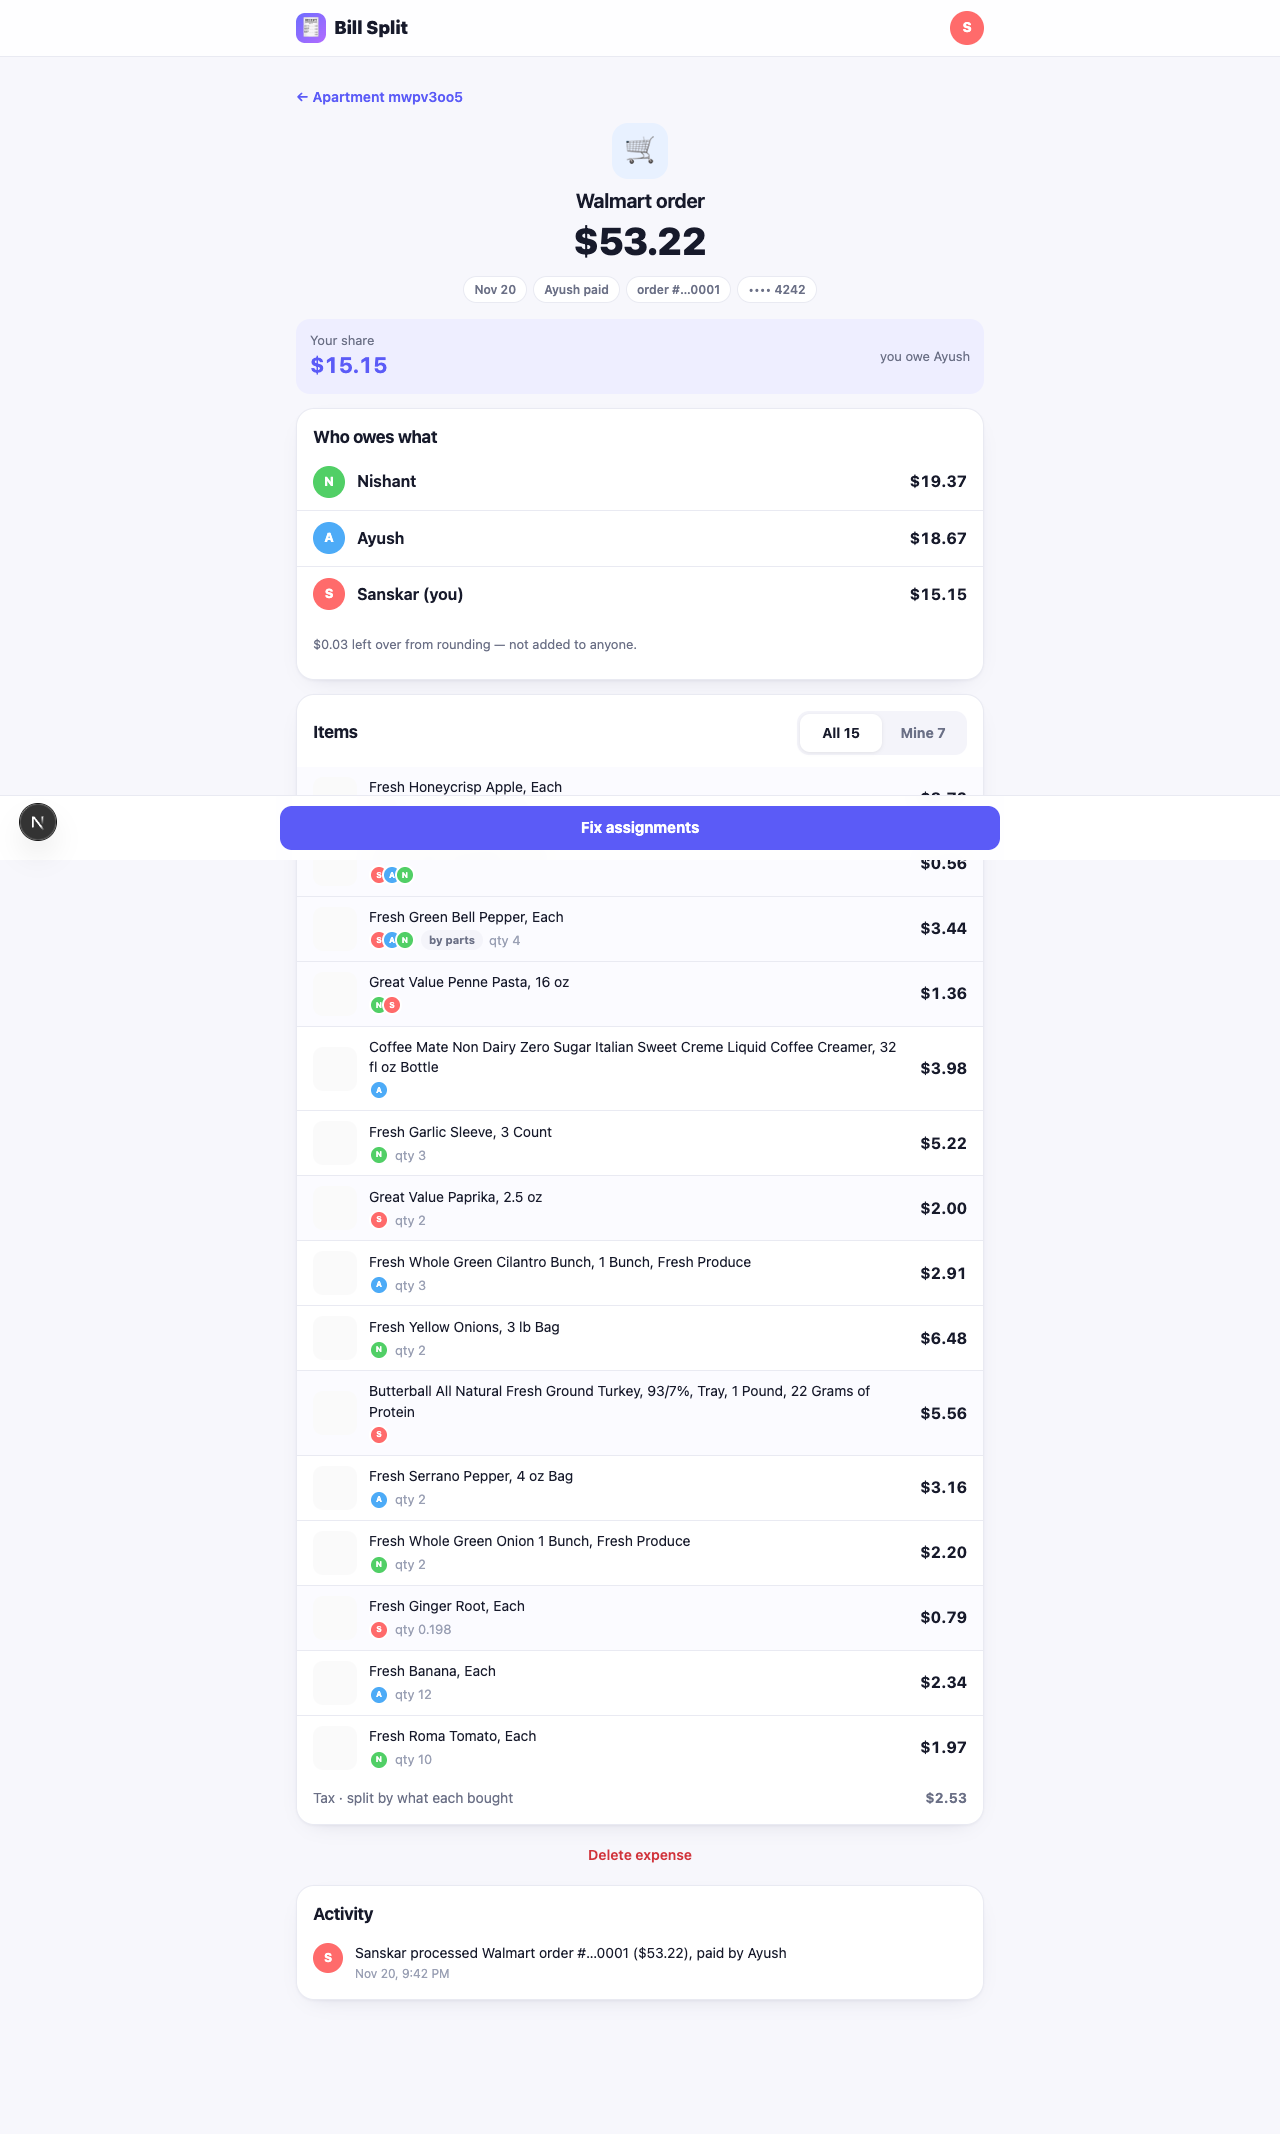 Bill Split
S
← Apartment mwpv3oo5
Walmart order
$53.22
Nov 20
Ayush paid
order #…0001
•••• 4242
Your share
$15.15
you owe Ayush
Who owes what
N
Nishant
$19.37
A
Ayush
$18.67
S
Sanskar (you)
$15.15
$0.03 left over from rounding — not added to anyone.
Items
All 15
Mine 7
Fresh Honeycrisp Apple, Each
N
Fix assignments
S A N
$0.56
Fresh Green Bell Pepper, Each
S A N by parts qty 4
$3.44
Great Value Penne Pasta, 16 oz
N S
$1.36
Coffee Mate Non Dairy Zero Sugar Italian Sweet Creme Liquid Coffee Creamer, 32
fl oz Bottle
A
$3.98
Fresh Garlic Sleeve, 3 Count
N qty 3
$5.22
Great Value Paprika, 2.5 oz
S qty 2
$2.00
Fresh Whole Green Cilantro Bunch, 1 Bunch, Fresh Produce
A qty 3
$2.91
Fresh Yellow Onions, 3 lb Bag
N qty 2
$6.48
Butterball All Natural Fresh Ground Turkey, 93/7%, Tray, 1 Pound, 22 Grams of
Protein
S
$5.56
Fresh Serrano Pepper, 4 oz Bag
A qty 2
$3.16
Fresh Whole Green Onion 1 Bunch, Fresh Produce
N qty 2
$2.20
Fresh Ginger Root, Each
S qty 0.198
$0.79
Fresh Banana, Each
A qty 12
$2.34
Fresh Roma Tomato, Each
N qty 10
$1.97
Tax · split by what each bought
$2.53
Delete expense
Activity
S
Sanskar processed Walmart order #…0001 ($53.22), paid by Ayush
Nov 20, 9:42 PM